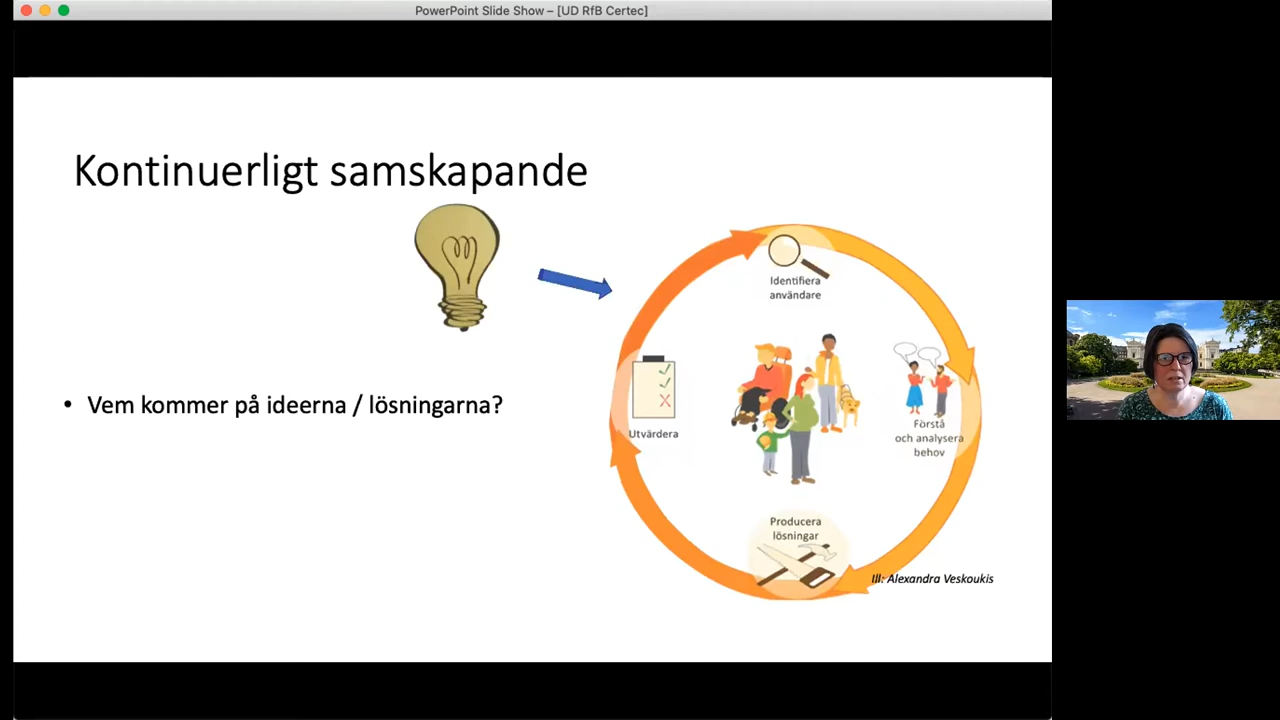 PowerPoint Slide Show – [UD RfB Certec]
Kontinuerligt samskapande
• Vem kommer på ideerna / lösningarna?
Identifiera
användare
Förstå
och analysera
behov
Producera
lösningar
Utvärdera
Ill: Alexandra Veskoukis